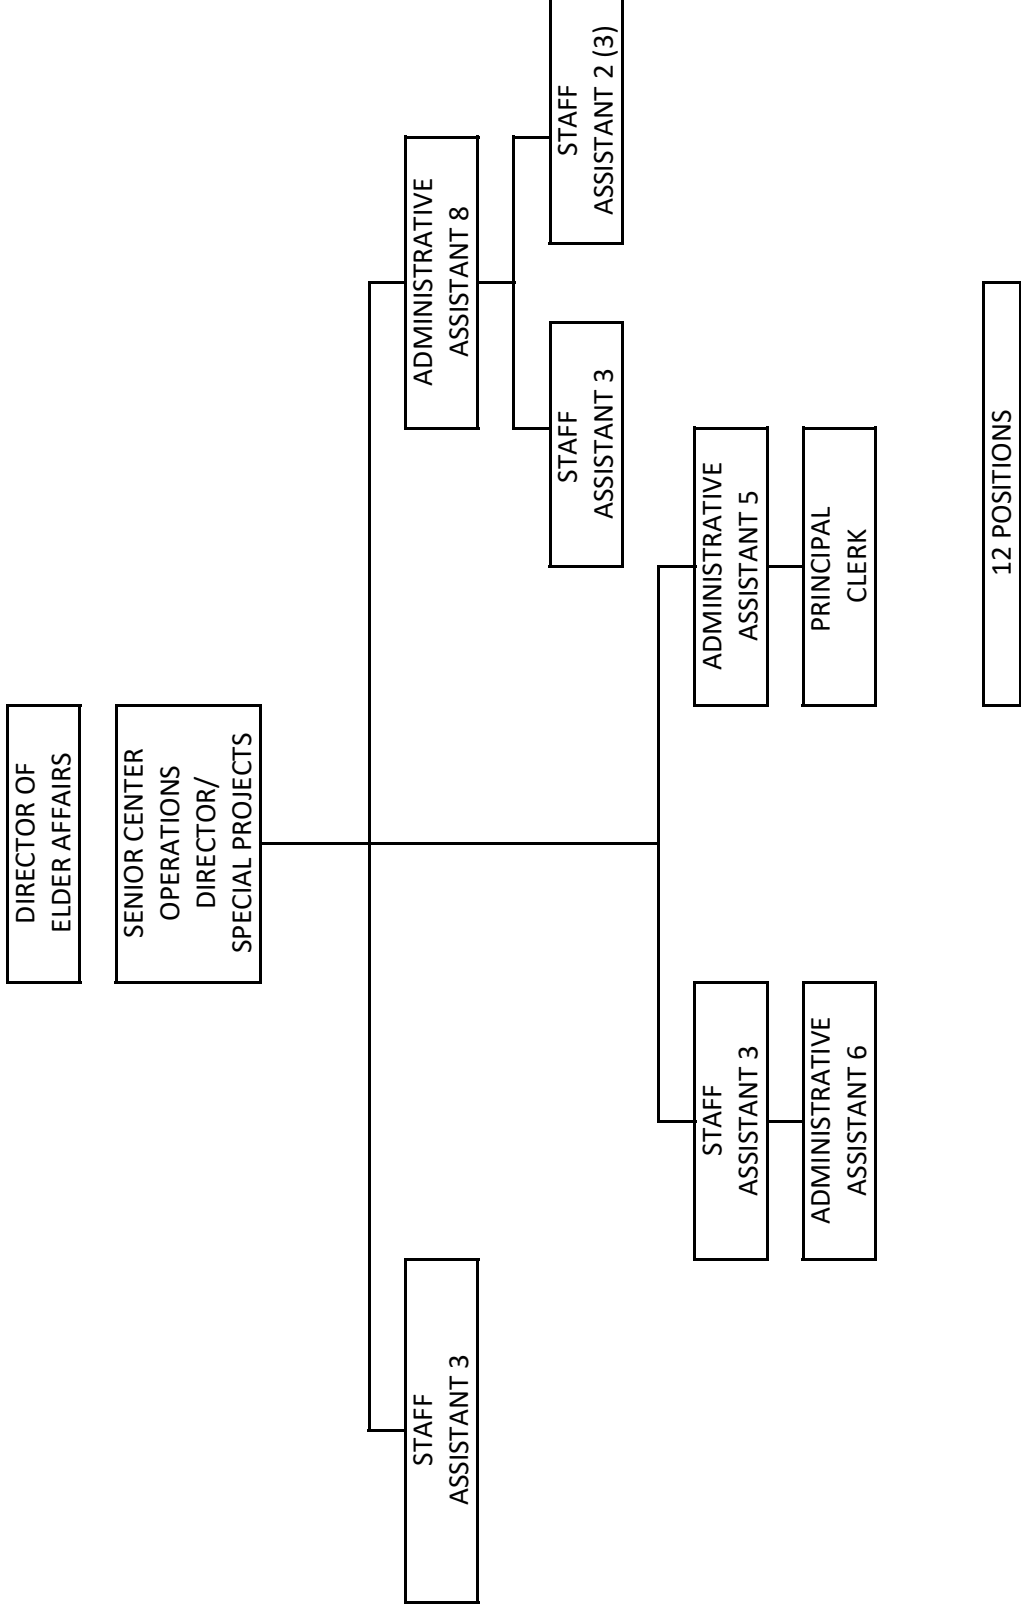 DIRECTOR OF
ELDER AFFAIRS
SENIOR CENTER
OPERATIONS
DIRECTOR/
SPECIAL PROJECTS
STAFF
ASSISTANT 3
ADMINISTRATIVE
ASSISTANT 8
STAFF
ASSISTANT 3
STAFF
ASSISTANT 2 (3)
STAFF
ASSISTANT 3
ADMINISTRATIVE
ASSISTANT 5
ADMINISTRATIVE
ASSISTANT 6
PRINCIPAL
CLERK
12 POSITIONS